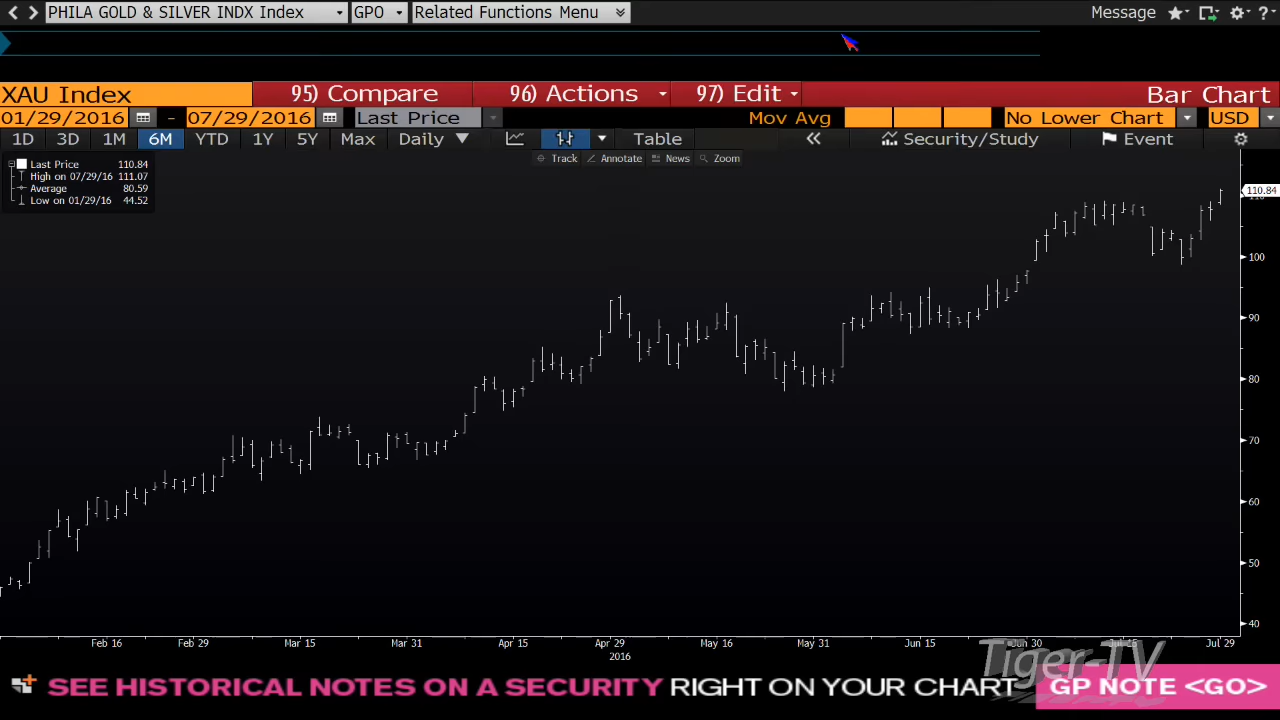 PHILA GOLD & SILVER INDX Index GPO Related Functions Menu Message ?
XAU Index 95) Compare 96) Actions 97) Edit Bar Chart
01/29/2016 - 07/29/2016 Last Price Mov Avg No Lower Chart USD
1D 3D 1M 6M YTD 1Y 5Y Max Daily Table Security/Study Event
Track Annotate News Zoom
Last Price 110.84
High on 07/29/16 111.07
Average 80.59
Low on 01/29/16 44.52
110.84
110
100
90
80
70
60
50
40
Feb 16 Feb 29 Mar 15 Mar 31 Apr 15 Apr 29 May 16 May 31 Jun 15 Jun 30 Jul 15 Jul 29
2016
Tiger-TV
SEE HISTORICAL NOTES ON A SECURITY RIGHT ON YOUR CHART GP NOTE <GO>